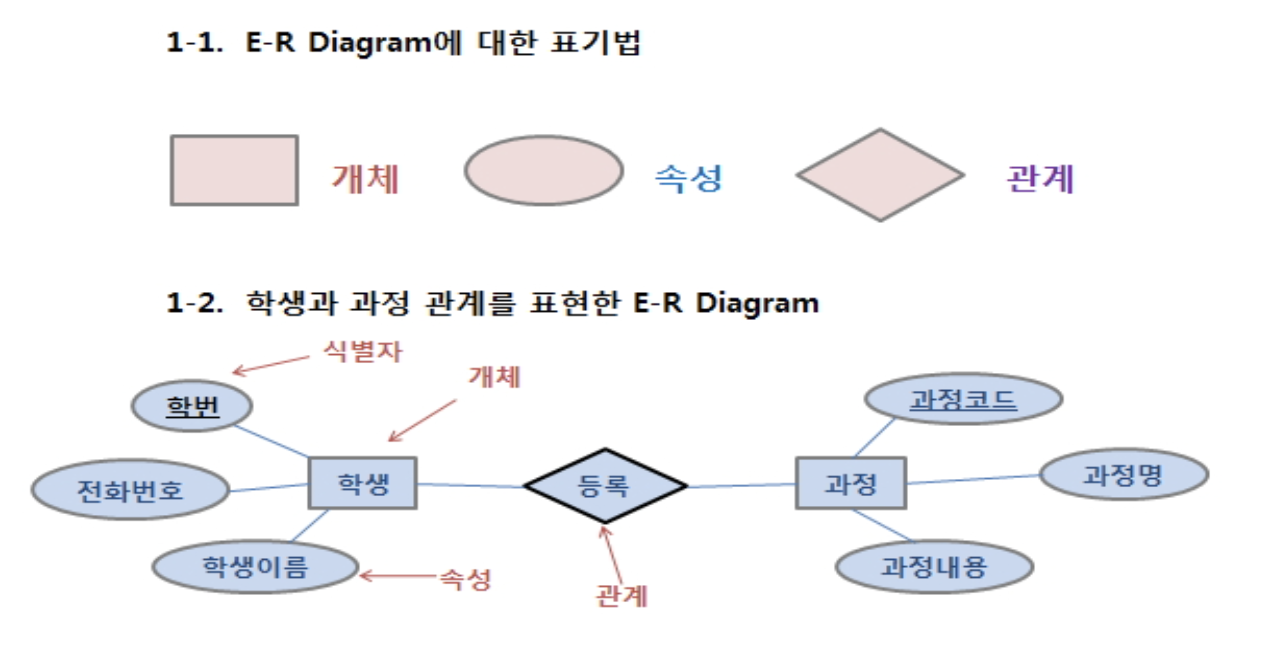 1-1. E-R Diagram에 대한 표기법
개체
속성
관계
1-2. 학생과 과정 관계를 표현한 E-R Diagram
식별자
개체
학번
과정코드
전화번호
학생
등록
과정
과정명
학생이름
속성
관계
과정내용